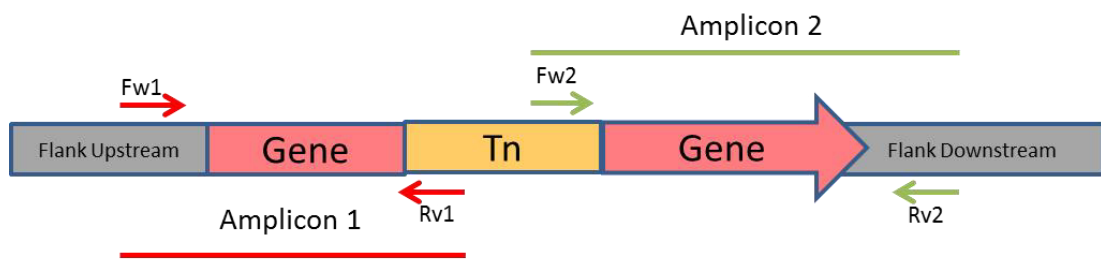 Amplicon 2
Fw1
Fw2
Flank Upstream Gene Tn Gene Flank Downstream
Rv1
Rv2
Amplicon 1